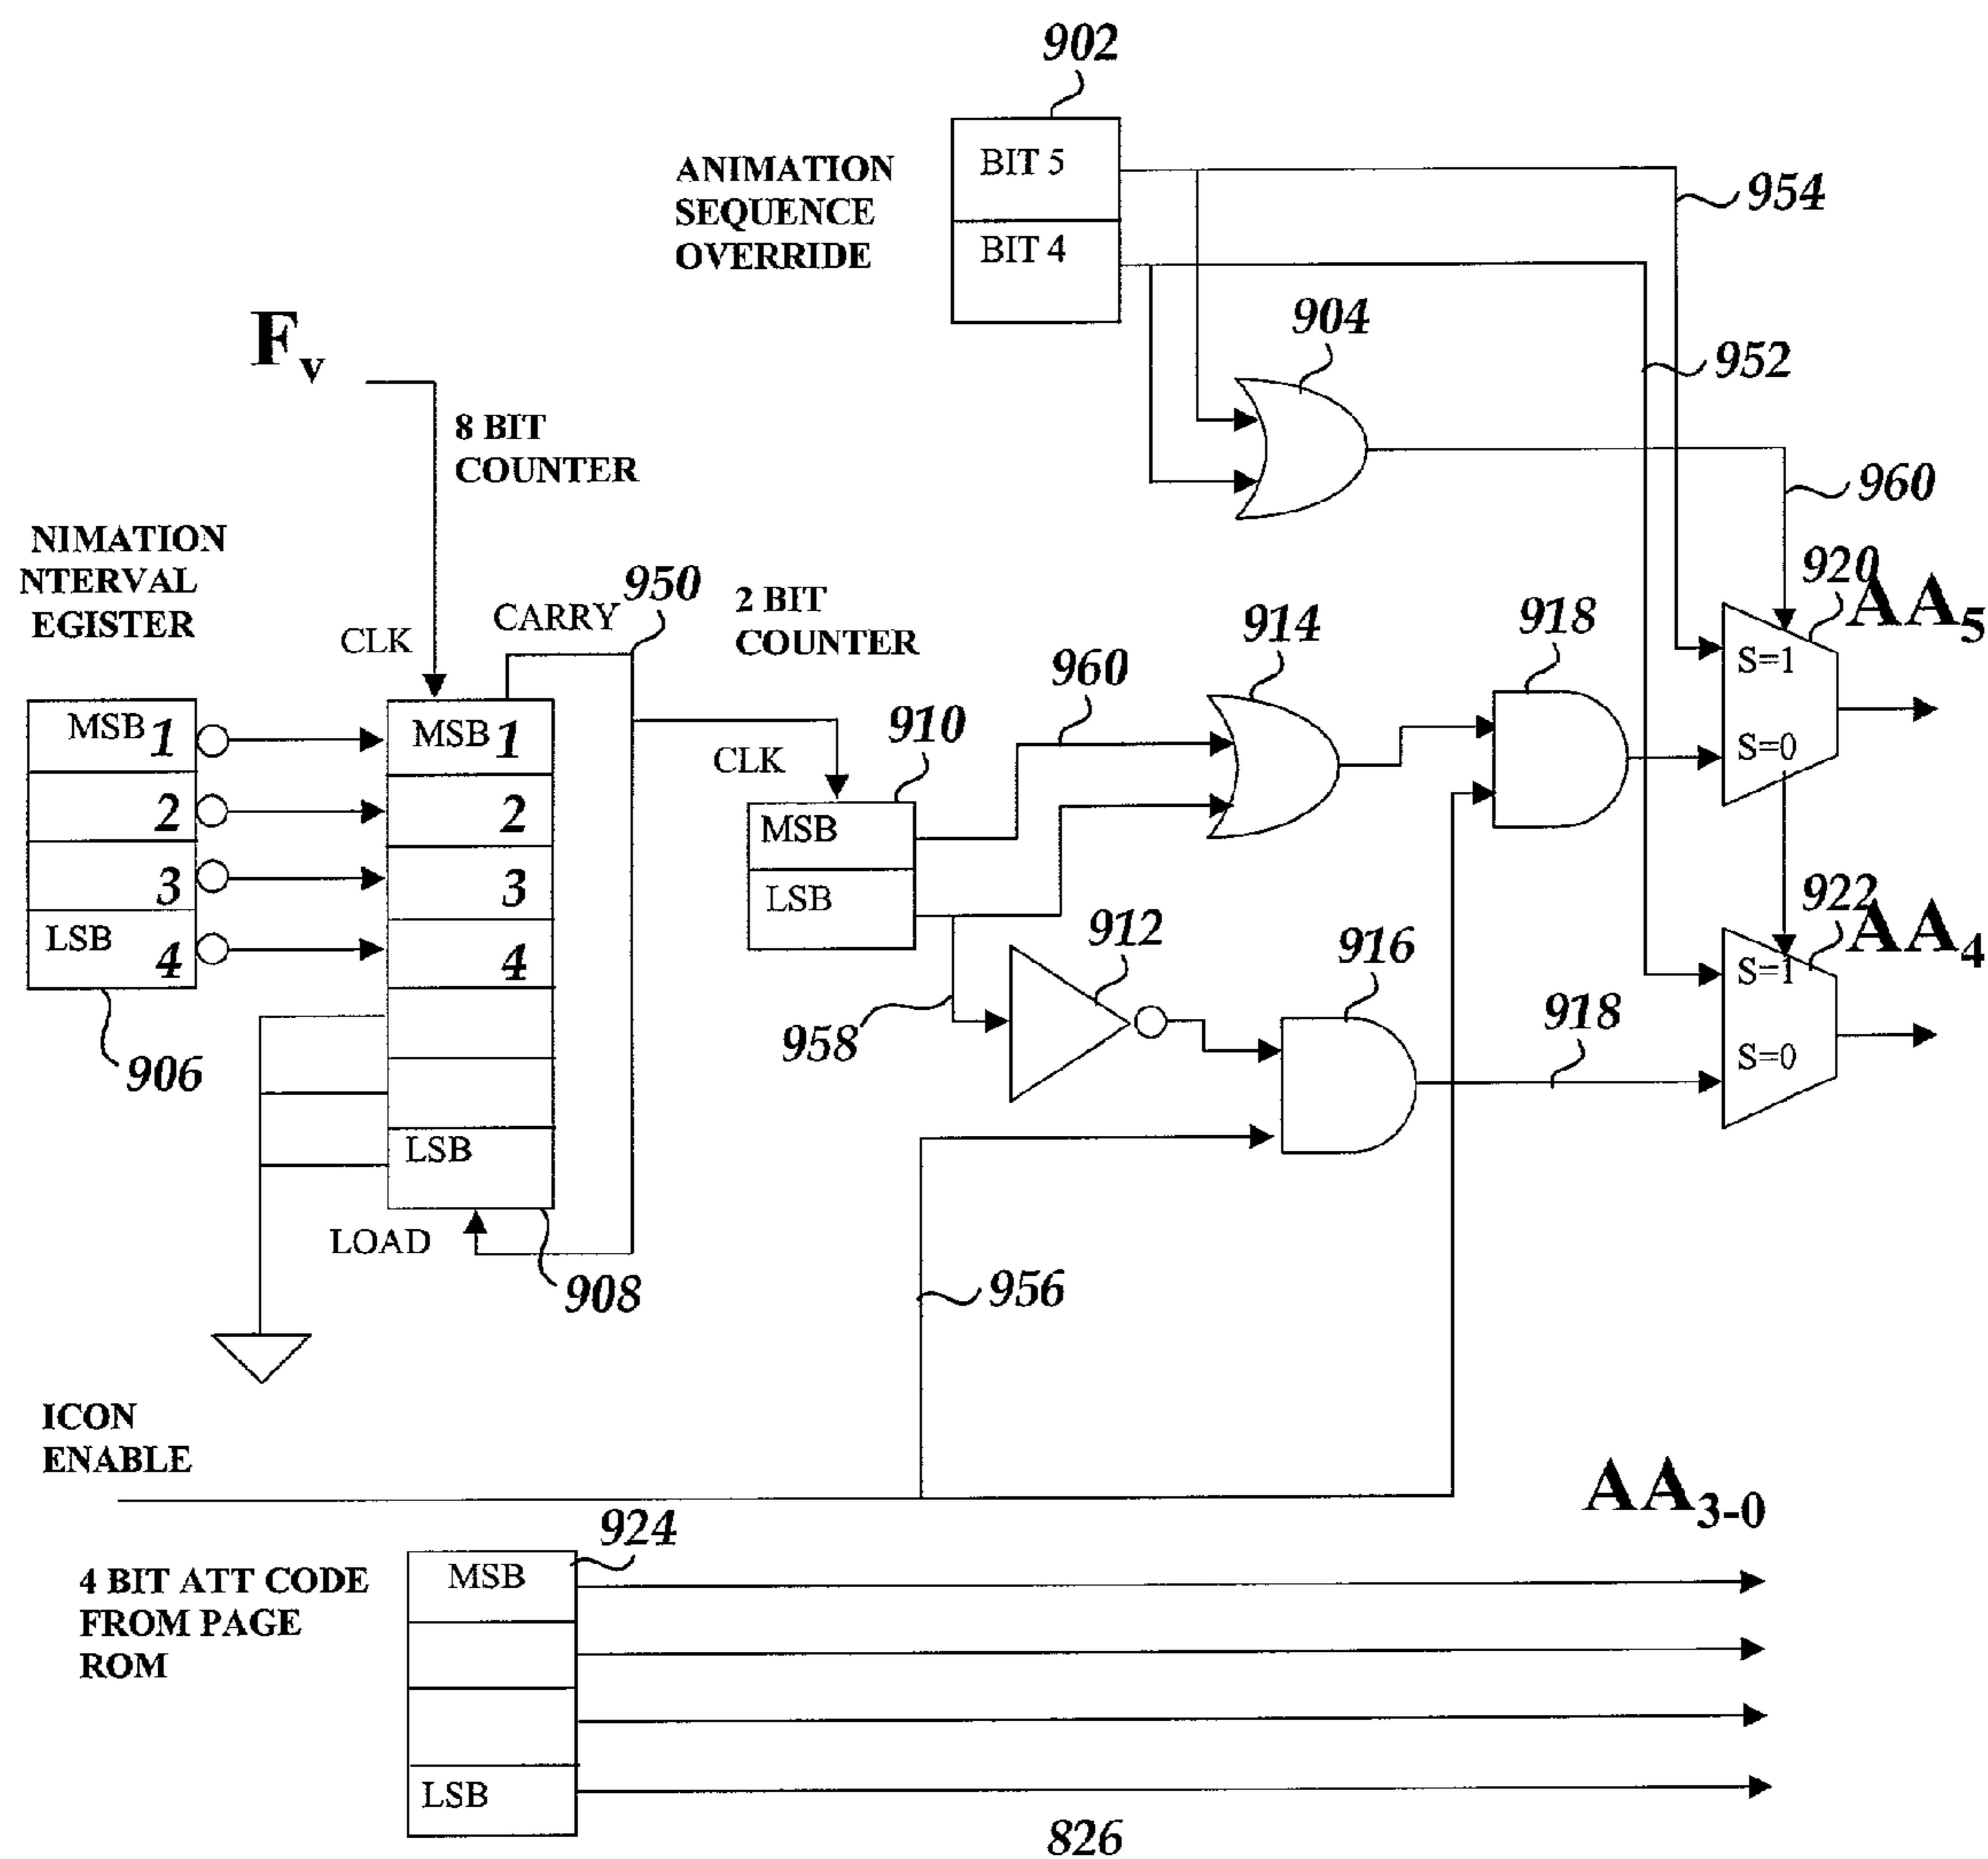 902
BIT 5
BIT 4
ANIMATION
SEQUENCE
OVERRIDE
954
904
952
960
Fv
8 BIT
COUNTER
NIMATION
NTERVAL
EGISTER
CLK
CARRY
950
2 BIT
COUNTER
914
918
920
AA5
S=1
S=0
MSB 1
2
3
LSB 4
906
MSB 1
2
3
4
LSB
LOAD
908
CLK
910
960
MSB
LSB
958
912
916
918
922
AA4
S=1
S=0
956
ICON
ENABLE
AA3-0
924
4 BIT ATT CODE
FROM PAGE
ROM
MSB
LSB
826